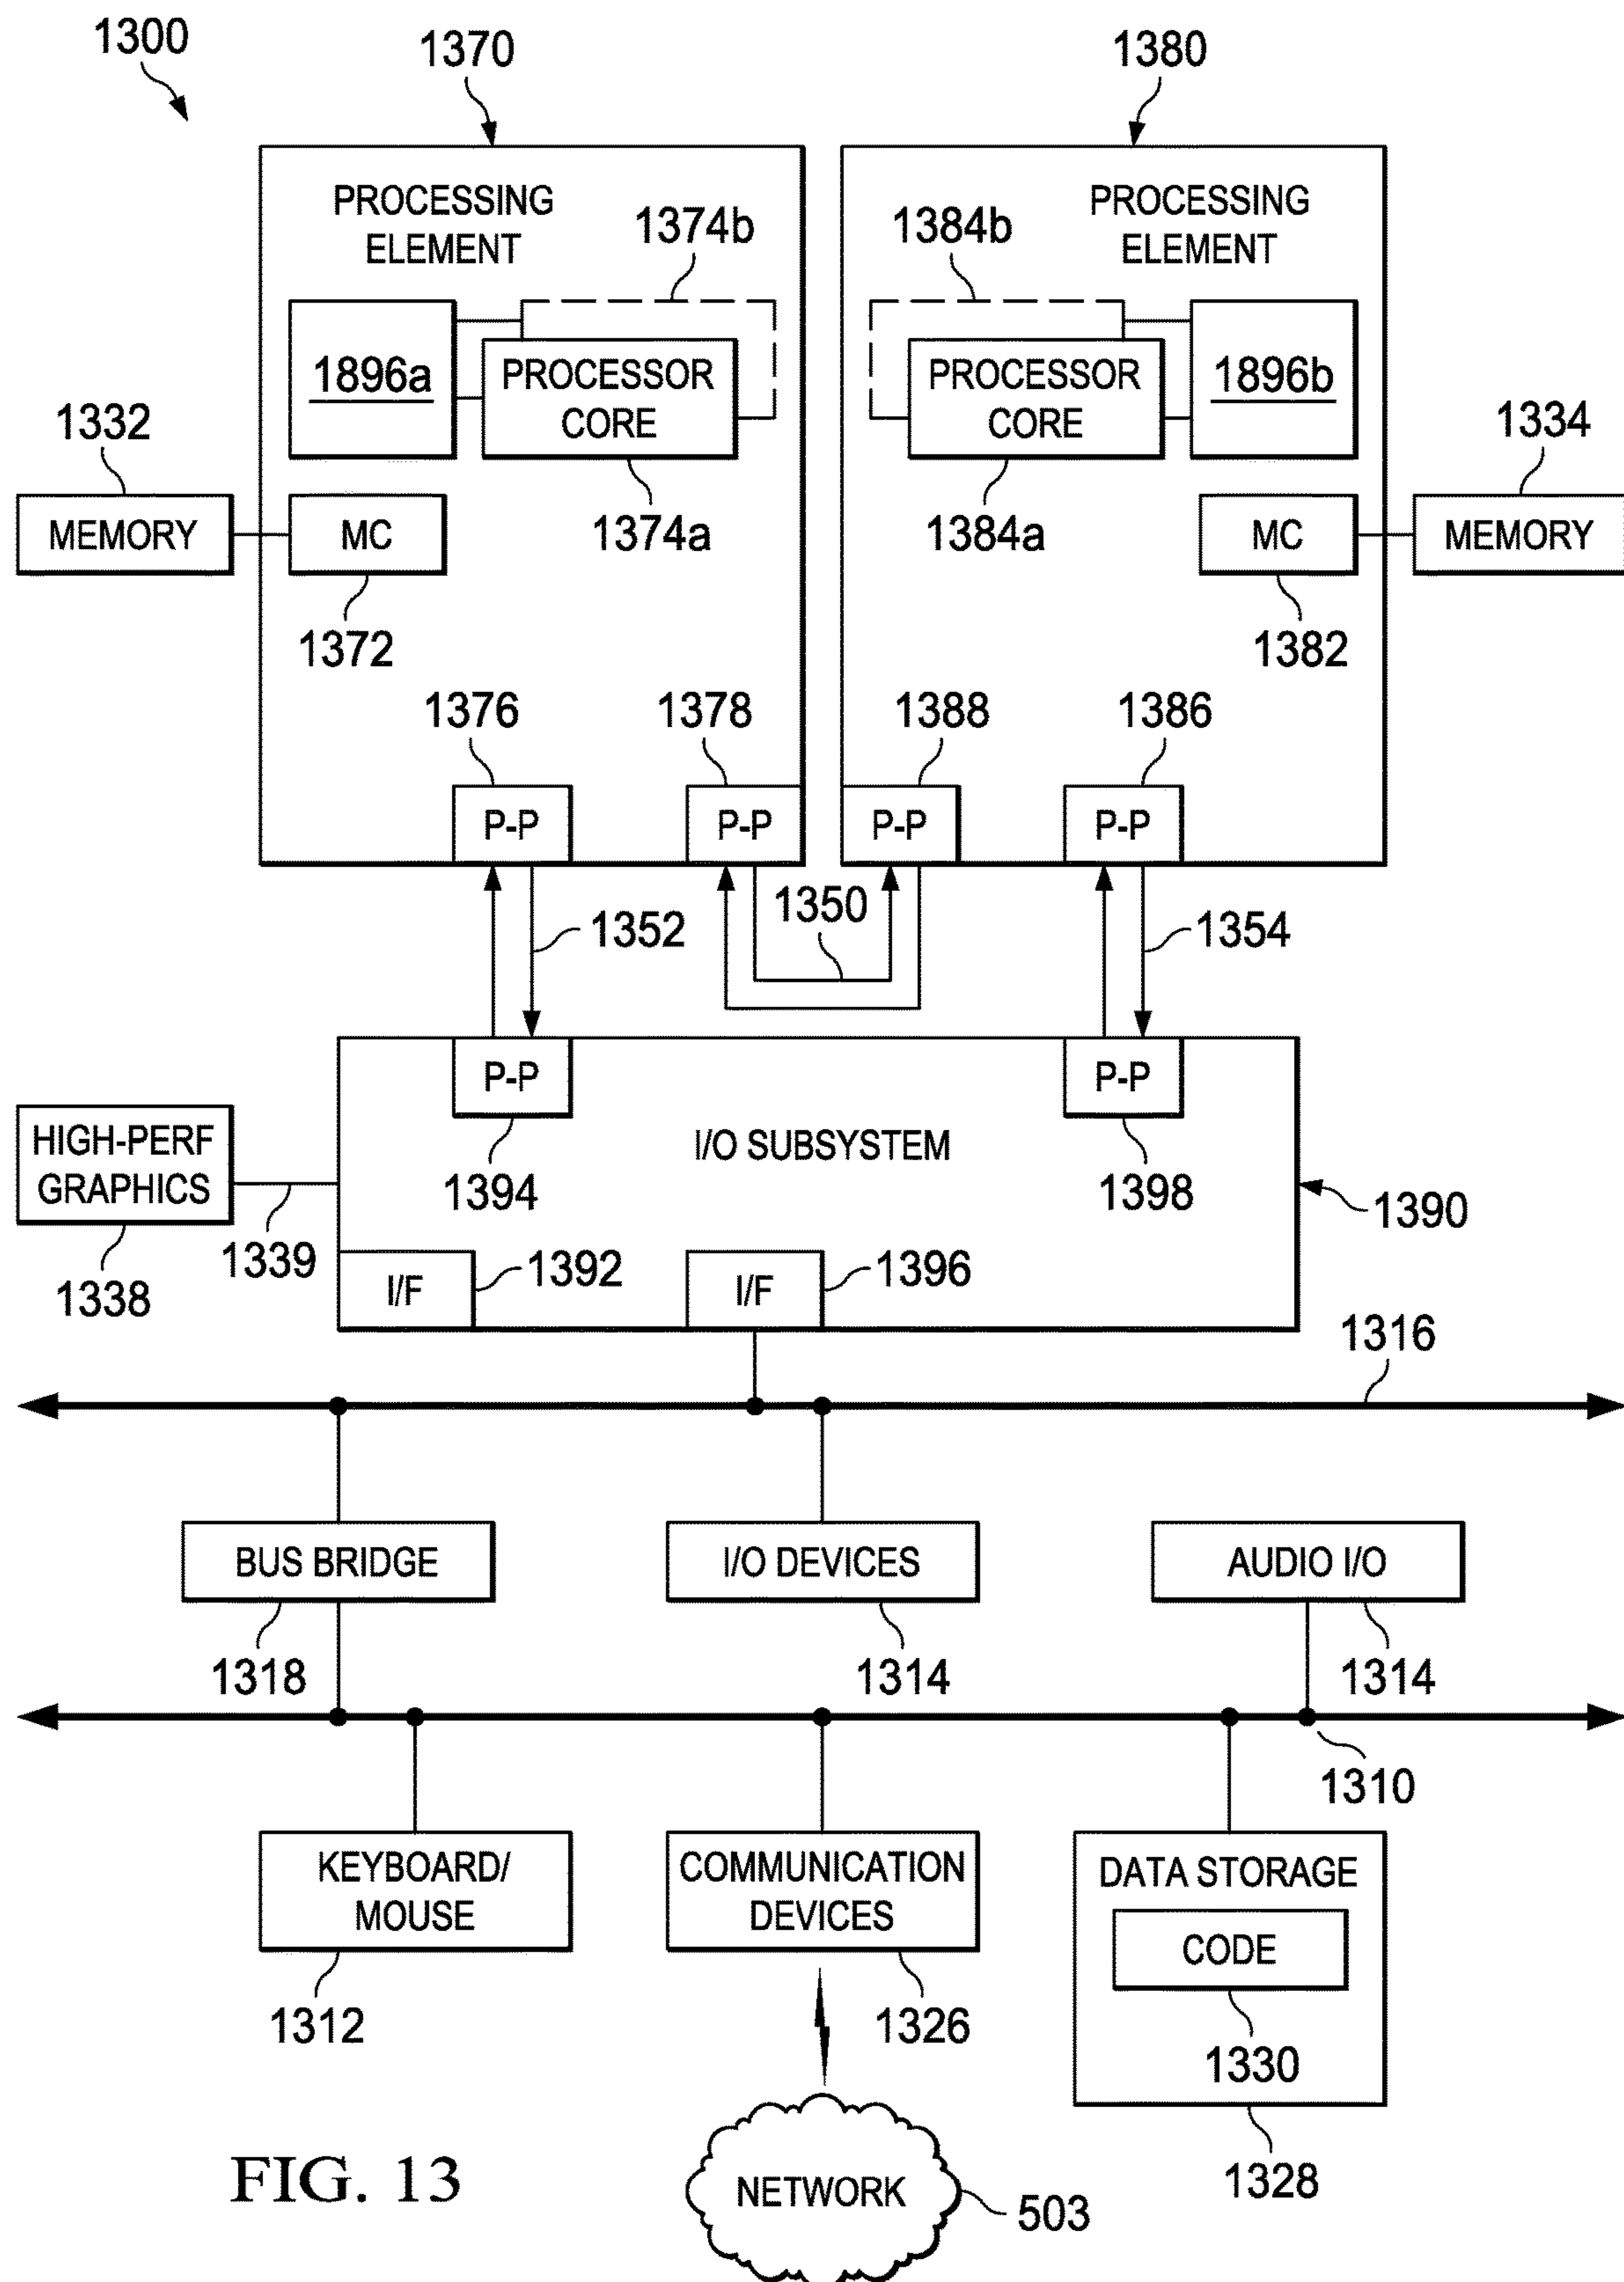 1300
1370
1380
PROCESSING
ELEMENT
1374b
1896a
PROCESSOR
CORE
1374a
PROCESSING
ELEMENT
1384b
PROCESSOR
CORE
1896b
1384a
1332
MEMORY
MC
1372
1334
MEMORY
MC
1382
1376
P-P
1378
P-P
1388
P-P
1386
P-P
1352
1350
1354
P-P
1394
I/O SUBSYSTEM
P-P
1398
1390
HIGH-PERF
GRAPHICS
1338
1339
I/F
1392
I/F
1396
1316
BUS BRIDGE
1318
I/O DEVICES
1314
AUDIO I/O
1314
1310
KEYBOARD/
MOUSE
1312
COMMUNICATION
DEVICES
1326
DATA STORAGE
CODE
1330
1328
NETWORK
503
FIG. 13